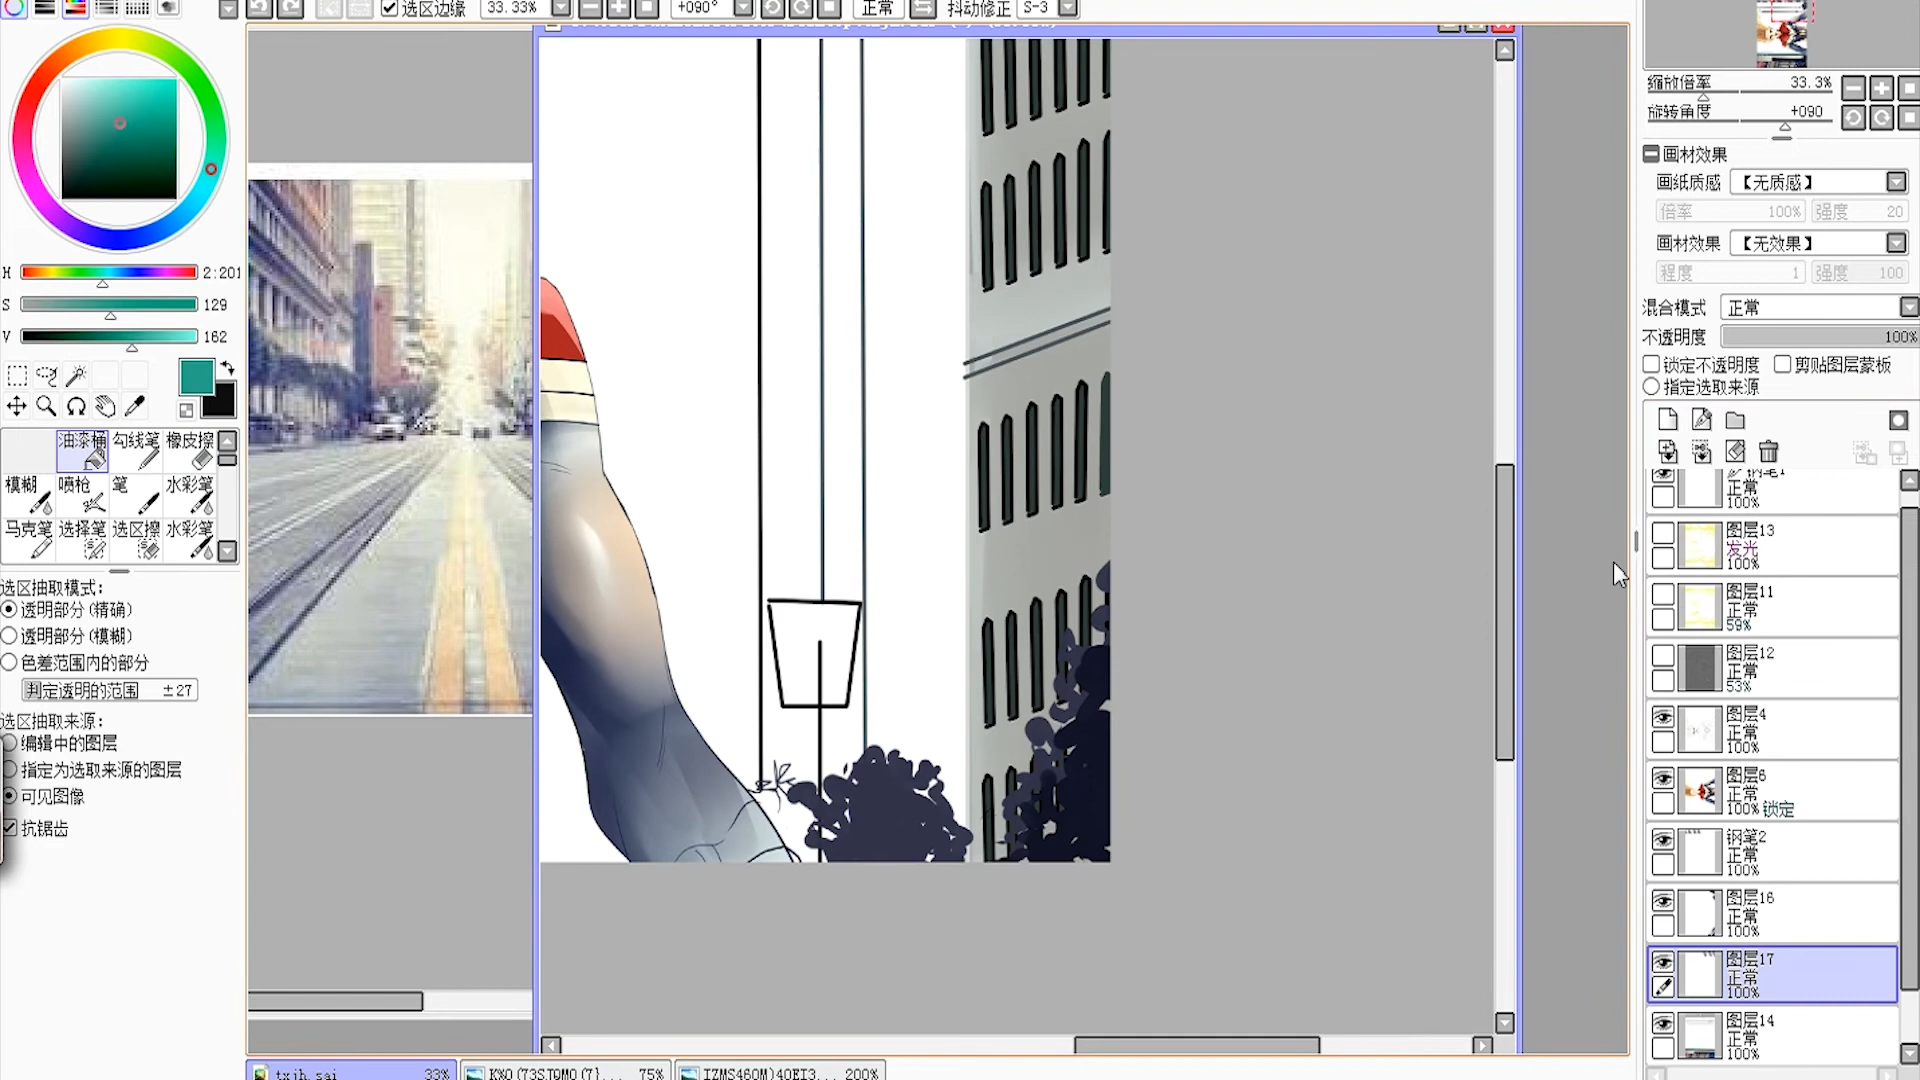 选区边缘 33.33% +090° 正常 抖动修正 S-3
缩放倍率 33.3%
旋转角度 +090
画材效果
画纸质感 【无质感】
倍率 100% 强度 20
画材效果 【无效果】
程度 1 强度 100
混合模式 正常
不透明度 100%
锁定不透明度 剪贴图层蒙板
指定选取来源
H 2:201
S 129
V 162
油漆桶 勾线笔 橡皮擦
模糊 喷枪 笔 水彩笔
马克笔 选择笔 选区擦 水彩笔
选区抽取模式:
透明部分(精确)
透明部分(模糊)
色差范围内的部分
判定透明的范围 ±27
选区抽取来源:
编辑中的图层
指定为选取来源的图层
可见图像
抗锯齿
正常
100%
图层13
发光
100%
图层11
正常
59%
图层12
正常
53%
图层4
正常
100%
图层6
正常
100% 锁定
钢笔2
正常
100%
图层16
正常
100%
图层17
正常
100%
图层14
正常
100%
txjh.sai 33%
75%
200%